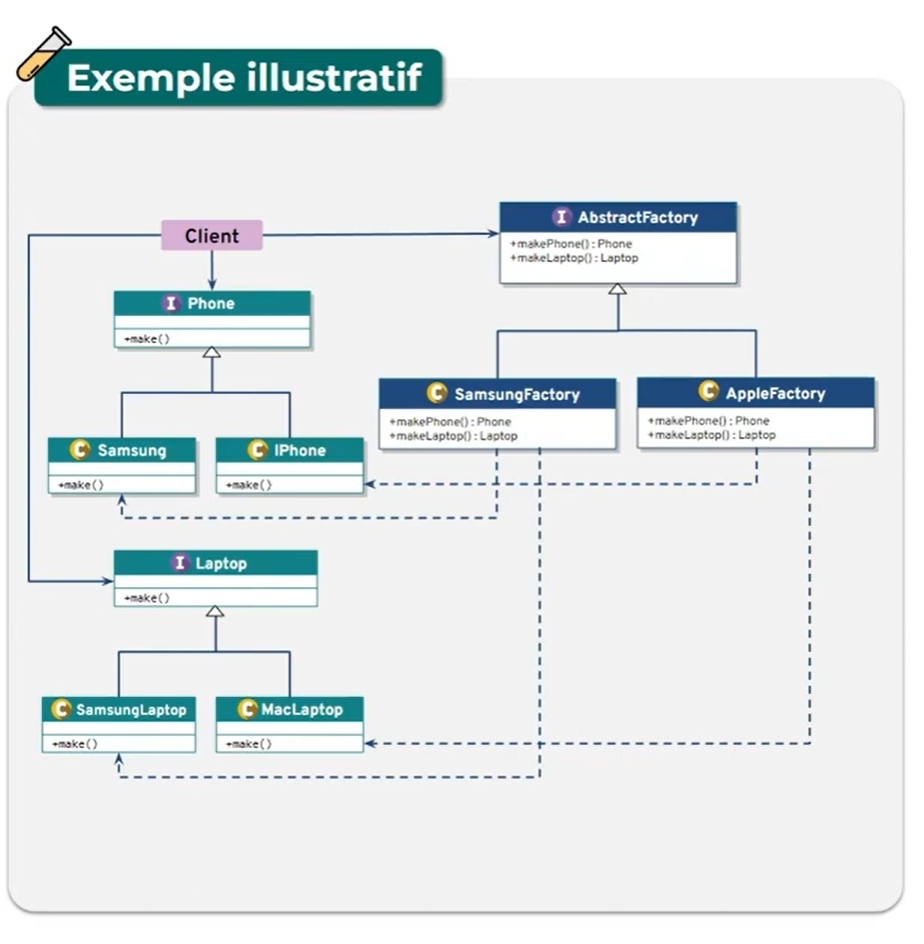 Exemple illustratif
Client
I AbstractFactory
+makePhone() : Phone
+makeLaptop() : Laptop
I Phone
+make()
C SamsungFactory
+makePhone() : Phone
+makeLaptop() : Laptop
C AppleFactory
+makePhone() : Phone
+makeLaptop() : Laptop
C Samsung
+make()
C IPhone
+make()
I Laptop
+make()
C SamsungLaptop
+make()
C MacLaptop
+make()